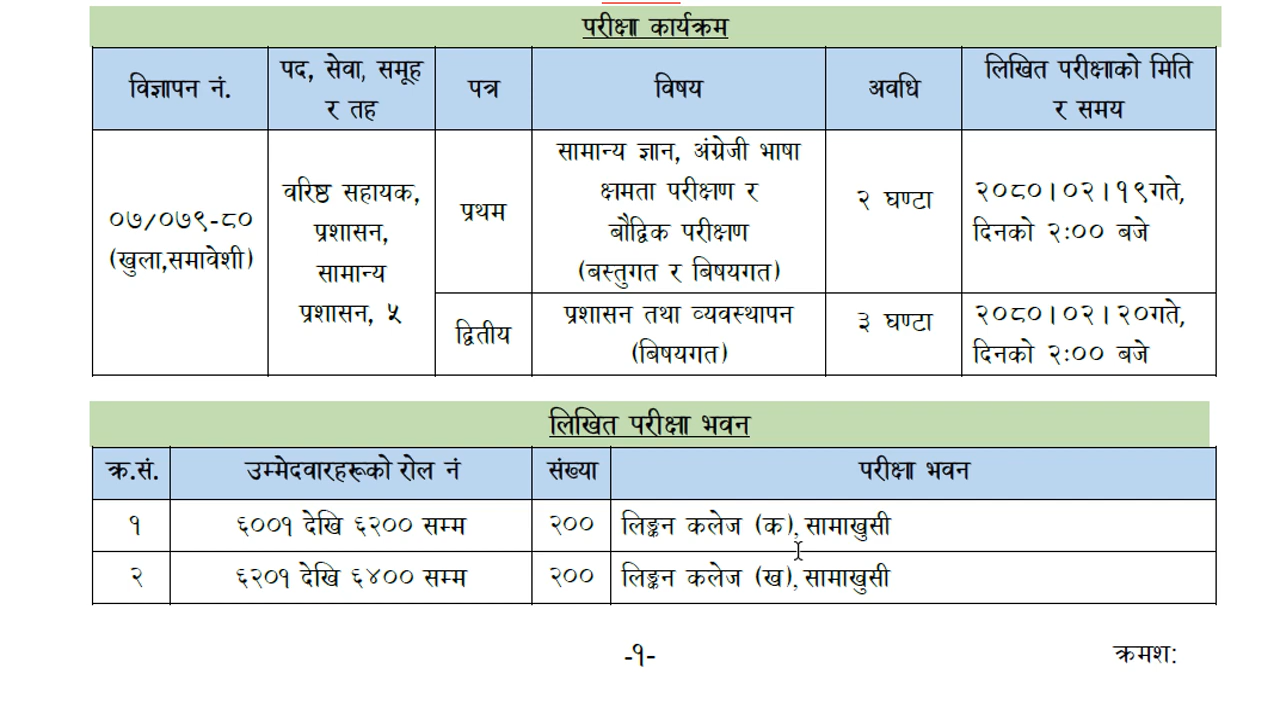 परीक्षा कार्यक्रम
विज्ञापन नं.
पद, सेवा, समूह
र तह
पत्र
विषय
अवधि
लिखित परीक्षाको मिति
र समय
०७/०७९-८०
(खुला,समावेशी)
वरिष्ठ सहायक,
प्रशासन,
सामान्य
प्रशासन, ५
प्रथम
सामान्य ज्ञान, अंग्रेजी भाषा
क्षमता परीक्षण र
बौद्विक परीक्षण
(बस्तुगत र बिषयगत)
२ घण्टा
२०८०।०२।१९गते,
दिनको २:०० बजे
द्वितीय
प्रशासन तथा व्यवस्थापन
(बिषयगत)
३ घण्टा
२०८०।०२।२०गते,
दिनको २:०० बजे
लिखित परीक्षा भवन
क्र.सं. उम्मेदवारहरूको रोल नं संख्या परीक्षा भवन
१ ६००१ देखि ६२०० सम्म २०० लिङ्कन कलेज (क), सामाखुसी
२ ६२०१ देखि ६४०० सम्म २०० लिङ्कन कलेज (ख), सामाखुसी
-१- क्रमश: